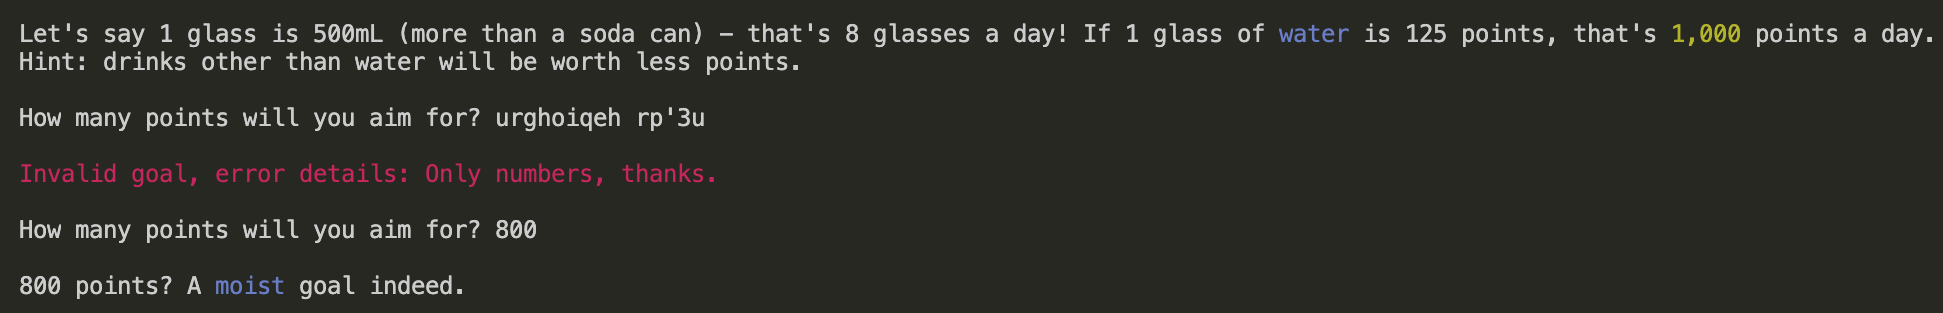 Let's say 1 glass is 500mL (more than a soda can) – that's 8 glasses a day! If 1 glass of water is 125 points, that's 1,000 points a day.
Hint: drinks other than water will be worth less points.
How many points will you aim for? urghoiqeh rp'3u
Invalid goal, error details: Only numbers, thanks.
How many points will you aim for? 800
800 points? A moist goal indeed.